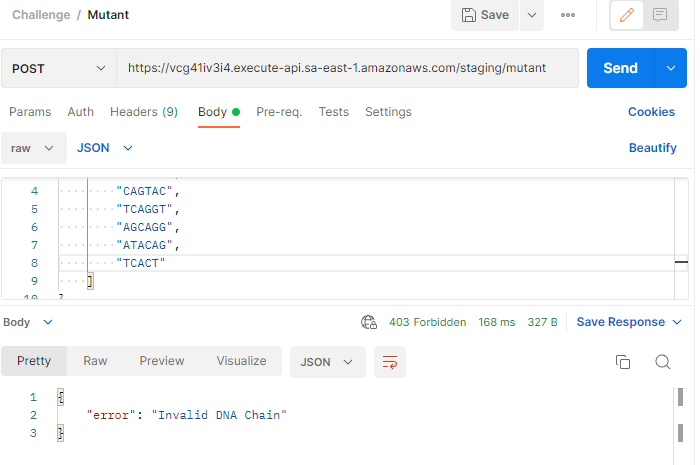 Challenge / Mutant
Save
POST https://vcg41iv3i4.execute-api.sa-east-1.amazonaws.com/staging/mutant Send
Params Auth Headers (9) Body Pre-req. Tests Settings Cookies
raw JSON Beautify
4 "CAGTAC",
5 "TCAGGT",
6 "AGCAGG",
7 "ATACAG",
8 "TCACT"
9 ]
10
Body 403 Forbidden 168 ms 327 B Save Response
Pretty Raw Preview Visualize JSON
1 {
2 "error": "Invalid DNA Chain"
3 }